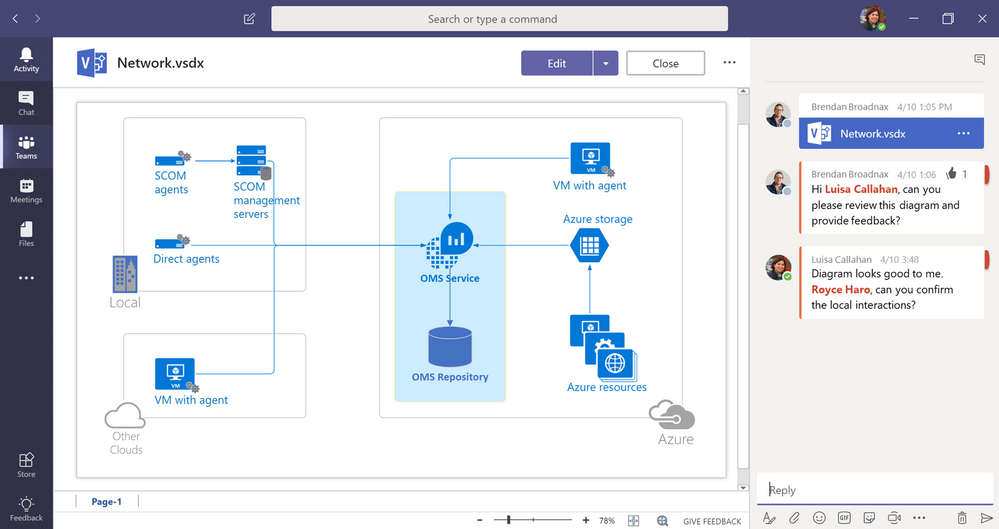 Search or type a command
Activity
Chat
Teams
Meetings
Files
Store
Feedback
V
Network.vsdx
Edit
Close
SCOM
agents
SCOM
management
servers
Direct agents
Local
VM
VM with agent
Other
Clouds
VM
VM with agent
Azure storage
OMS Service
OMS Repository
Azure resources
Azure
Page-1
- + 78%
GIVE FEEDBACK
Brendan Broadnax 4/10 1:05 PM
V
Network.vsdx
Brendan Broadnax 4/10 1:06 1
Hi Luisa Callahan, can you
please review this diagram and
provide feedback?
Luisa Callahan 4/10 3:48
Diagram looks good to me.
Royce Haro, can you confirm
the local interactions?
Reply
GIF